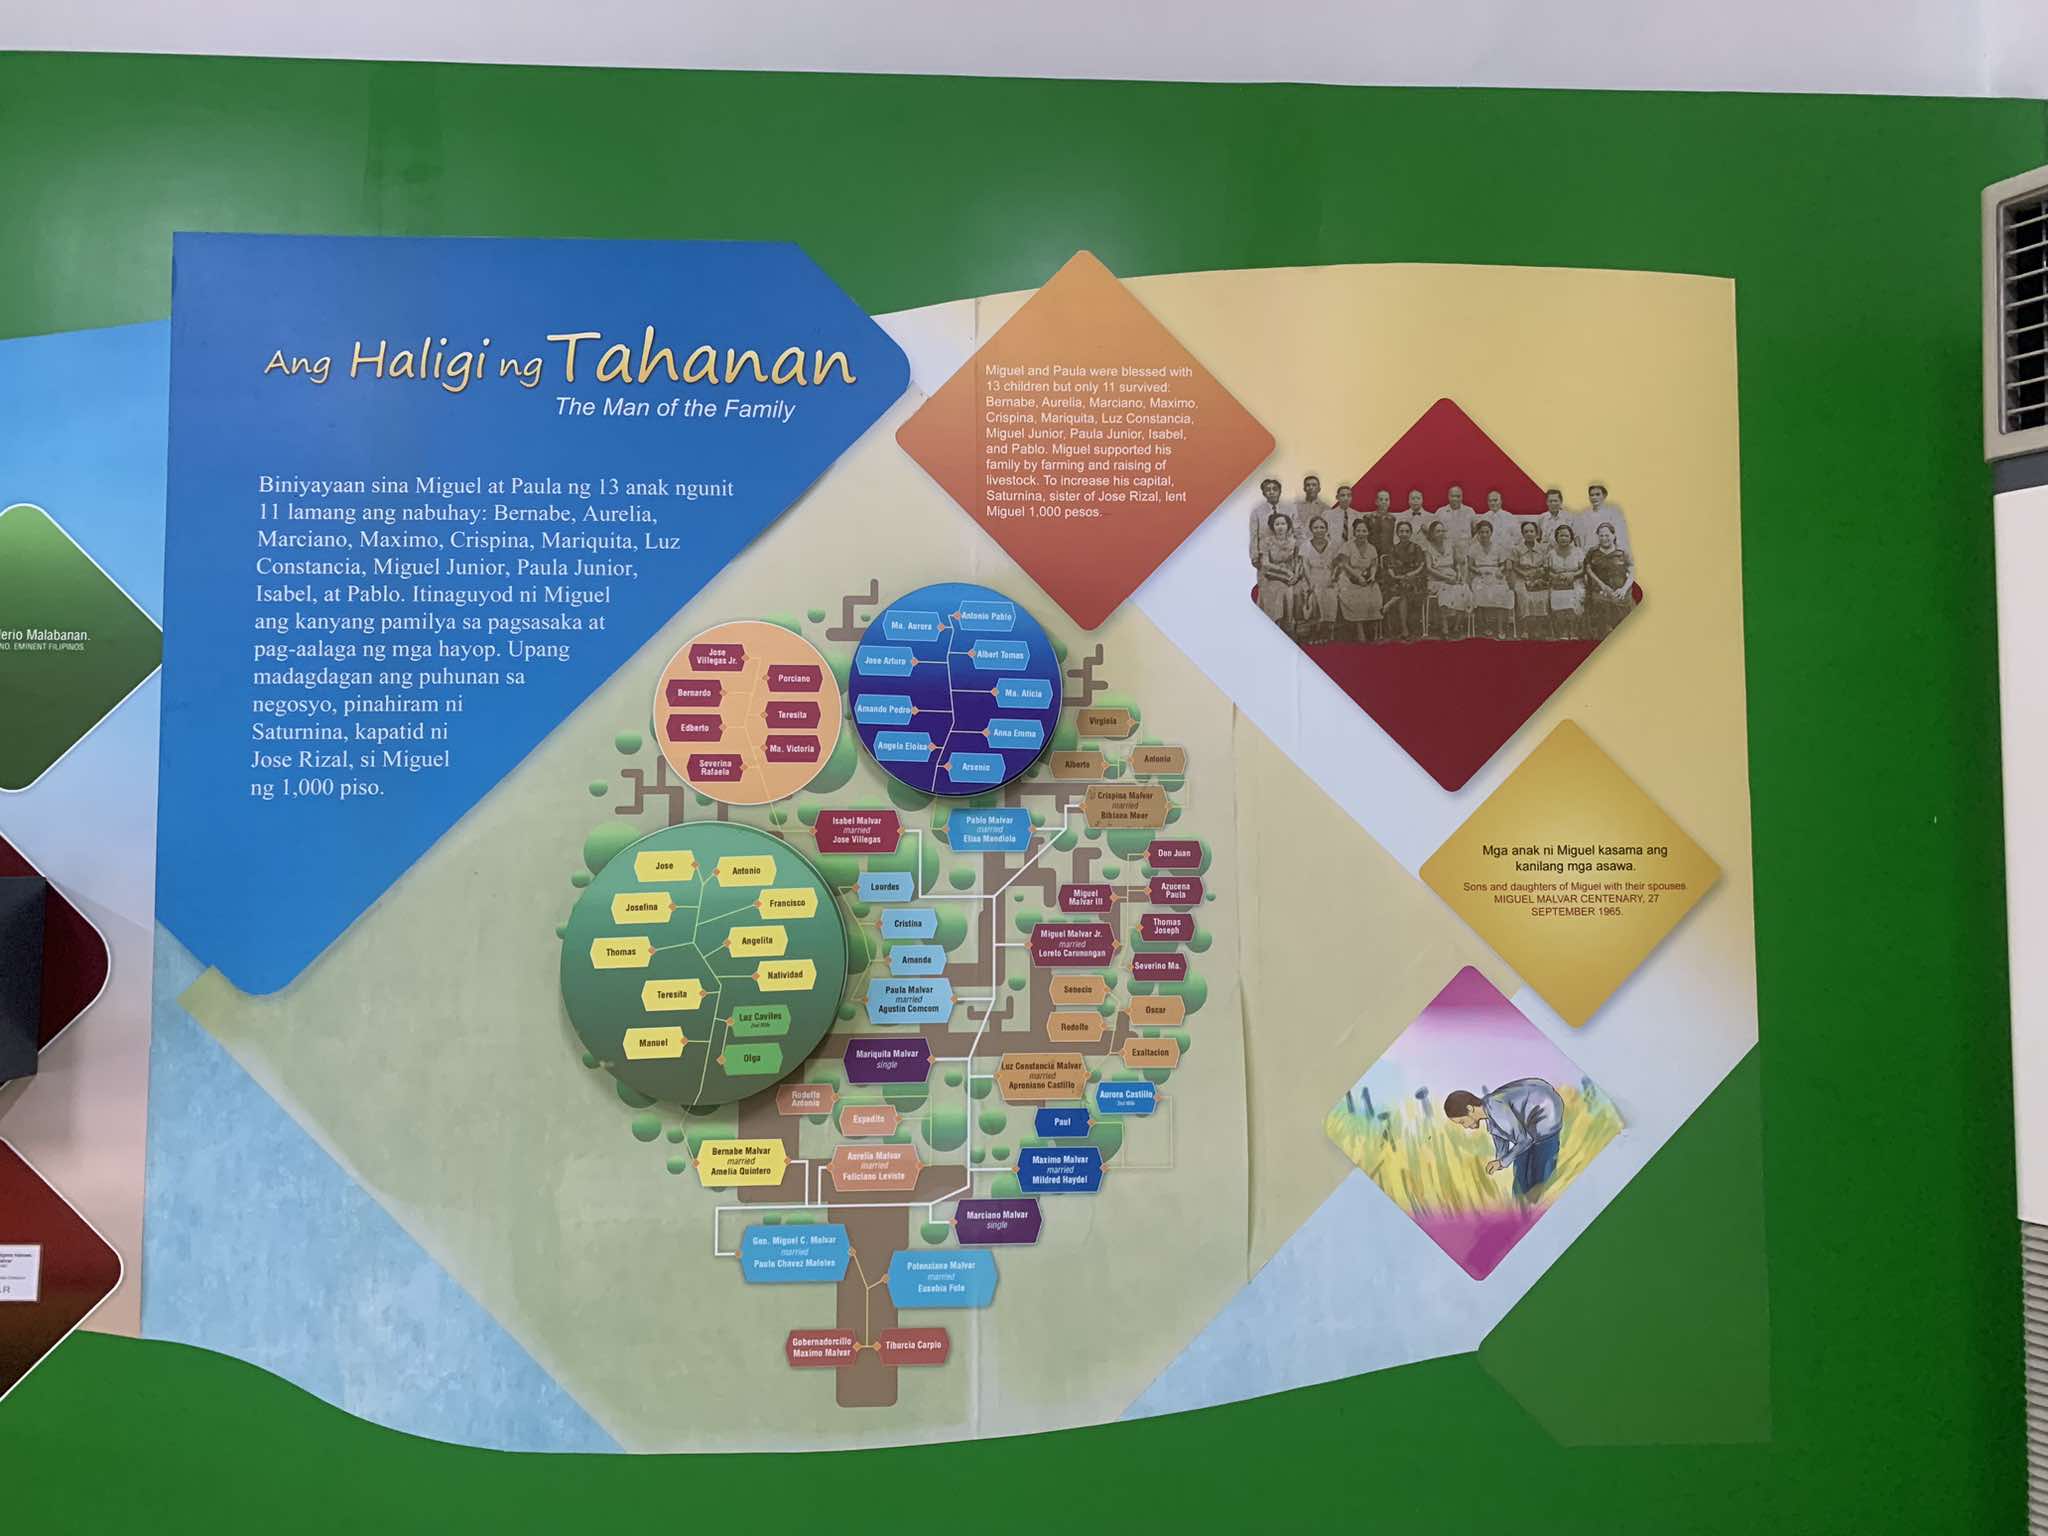 Ang Haligi ng Tahanan
The Man of the Family
Biniyayaan sina Miguel at Paula ng 13 anak ngunit
11 lamang ang nabuhay: Bernabe, Aurelia,
Marciano, Maximo, Crispina, Mariquita, Luz
Constancia, Miguel Junior, Paula Junior,
Isabel, at Pablo. Itinaguyod ni Miguel
ang kanyang pamilya sa pagsasaka at
pag-aalaga ng mga hayop. Upang
madagdagan ang puhunan sa
negosyo, pinahiram ni
Saturnina, kapatid ni
Jose Rizal, si Miguel
ng 1,000 piso.
Miguel and Paula were blessed with
13 children but only 11 survived:
Bernabe, Aurelia, Marciano, Maximo,
Crispina, Mariquita, Luz Constancia,
Miguel Junior, Paula Junior, Isabel,
and Pablo. Miguel supported his
family by farming and raising of
livestock. To increase his capital,
Saturnina, sister of Jose Rizal, lent
Miguel 1,000 pesos.
Mga anak ni Miguel kasama ang
kanilang mga asawa.
Sons and daughters of Miguel with their spouses.
MIGUEL MALVAR CENTENARY, 27
SEPTEMBER 1965.
Jose
Villegas Jr.
Porciano
Bernardo
Teresita
Edberto
Ma. Victoria
Severina
Rafaela
Ma. Aurora
Antonio Pablo
Jose Arturo
Albert Tomas
Ma. Alicia
Amando Pedro
Anna Emma
Angela Eloisa
Arsenio
Virginia
Alberto
Antonio
Crispina Malvar
married
Bibiano Meer
Isabel Malvar
married
Jose Villegas
Pablo Malvar
married
Elisa Mendiola
Jose
Antonio
Josefina
Francisco
Thomas
Angelita
Natividad
Teresita
Luz Caviles
2nd Wife
Manuel
Olga
Lourdes
Cristina
Amanda
Paula Malvar
married
Agustin Comcom
Don Juan
Miguel
Malvar III
Azucena
Paula
Thomas
Joseph
Miguel Malvar Jr.
married
Loreto Carunungan
Severino Ma.
Senecio
Oscar
Rodolfo
Exaltacion
Mariquita Malvar
single
Luz Constancia Malvar
married
Aproniano Castillo
Rodolfo
Antonio
Expedito
Aurora Castillo
2nd Wife
Paul
Bernabe Malvar
married
Amelia Quintero
Aurelia Malvar
married
Feliciano Leviste
Maximo Malvar
married
Mildred Haydel
Marciano Malvar
single
Gen. Miguel C. Malvar
married
Paula Chavez Maloles
Potenciano Malvar
married
Eusebia Fule
Gobernadorcillo
Maximo Malvar
Tiburcia Carpio
erio Malabanan.
NO. EMINENT FILIPINOS